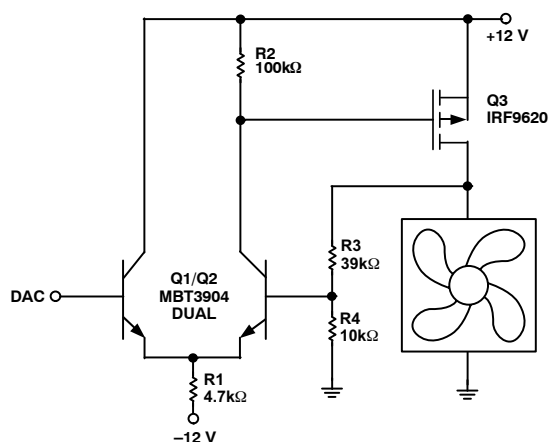 +12 V
R2
100kΩ
Q3
IRF9620
R3
39kΩ
Q1/Q2
MBT3904
DUAL
DAC
R4
10kΩ
R1
4.7kΩ
–12 V